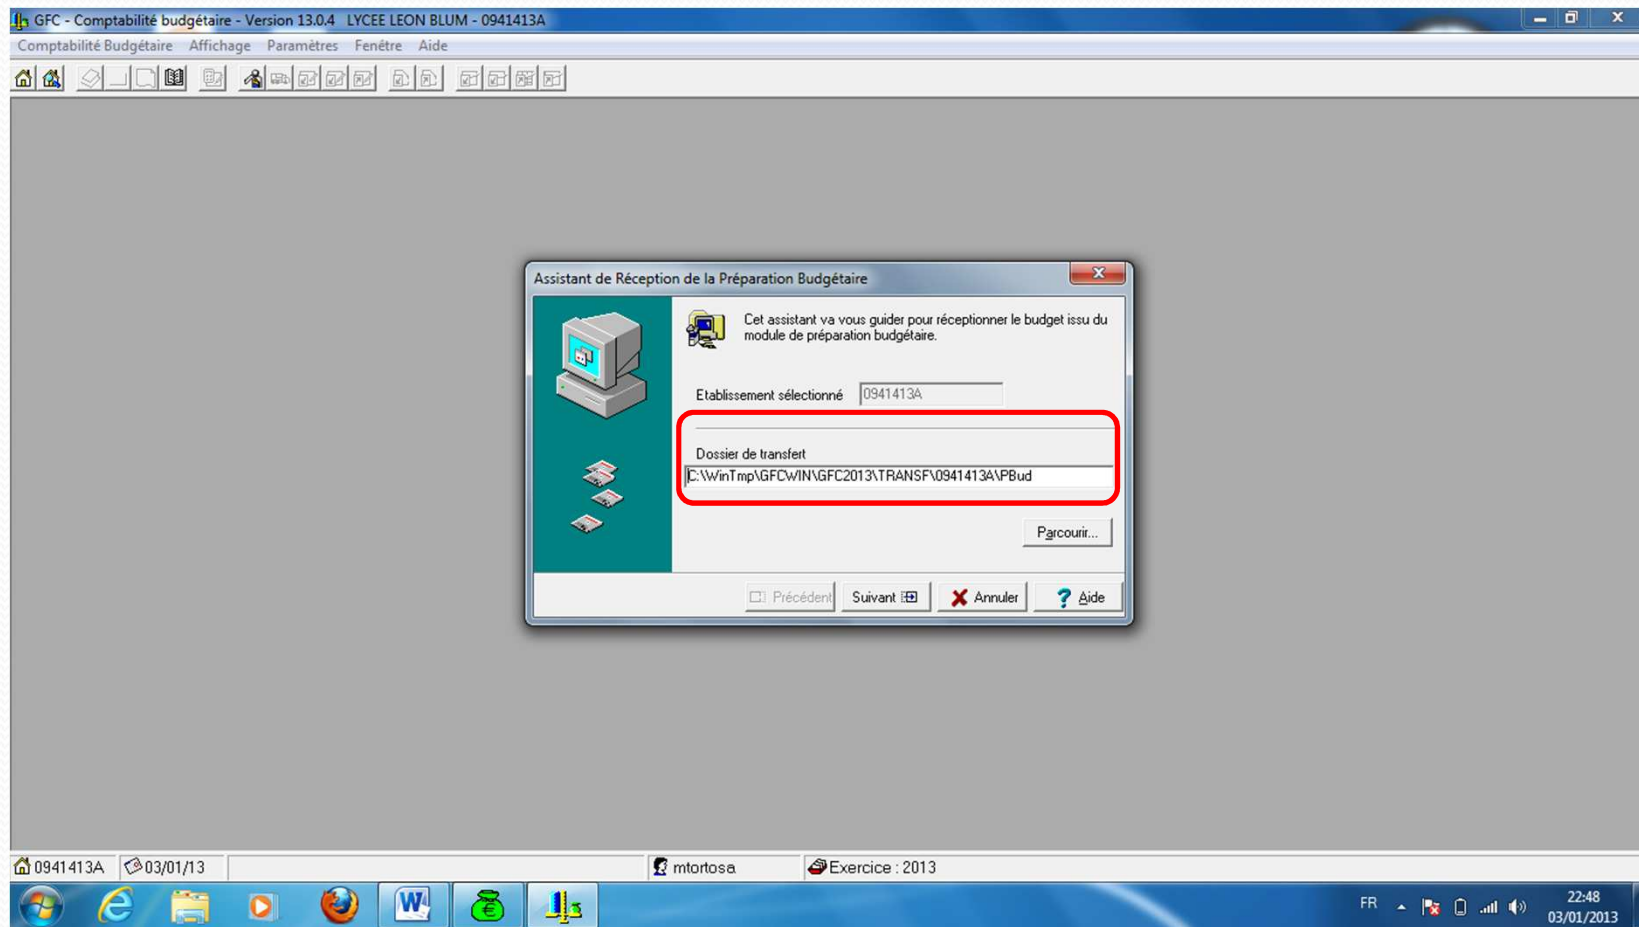 GFC - Comptabilité budgétaire - Version 13.0.4 LYCEE LEON BLUM - 0941413A
Comptabilité Budgétaire Affichage Paramètres Fenêtre Aide
Assistant de Réception de la Préparation Budgétaire
Cet assistant va vous guider pour réceptionner le budget issu du
module de préparation budgétaire.
Etablissement sélectionné 0941413A
Dossier de transfert
C:\WinTmp\GFCWIN\GFC2013\TRANSF\0941413A\PBud
Parcourir...
Précédent Suivant Annuler Aide
0941413A 03/01/13 mtortosa Exercice : 2013
FR 22:48
03/01/2013